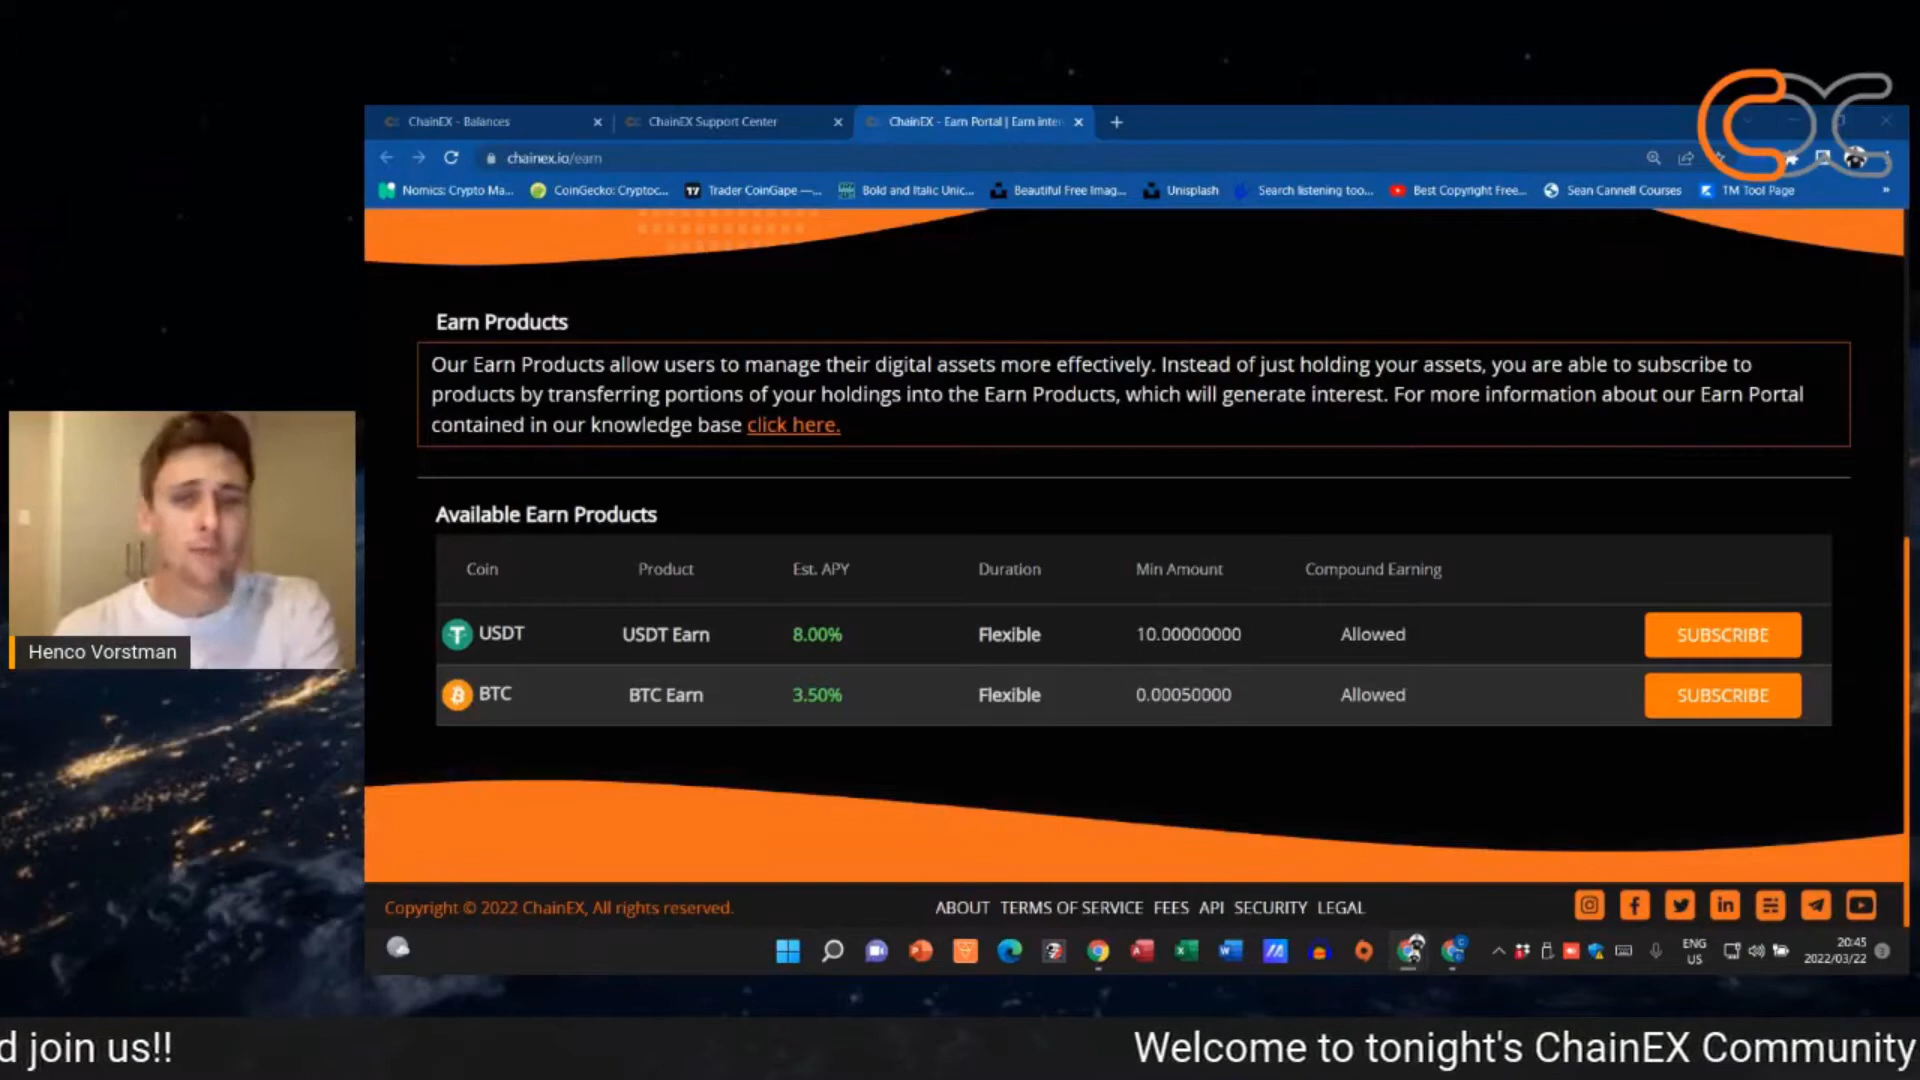 ChainEX - Balances
ChainEX Support Center
ChainEX - Earn Portal | Earn inter
chainex.io/earn
Nomics: Crypto Ma...
CoinGecko: Cryptoc...
Trader CoinGape —...
Bold and Italic Unic...
Beautiful Free Imag...
Unisplash
Search listening too...
Best Copyright Free...
Sean Cannell Courses
TM Tool Page
»
Earn Products
Our Earn Products allow users to manage their digital assets more effectively. Instead of just holding your assets, you are able to subscribe to
products by transferring portions of your holdings into the Earn Products, which will generate interest. For more information about our Earn Portal
contained in our knowledge base click here.
Available Earn Products
Coin Product Est. APY Duration Min Amount Compound Earning
USDT USDT Earn 8.00% Flexible 10.00000000 Allowed SUBSCRIBE
BTC BTC Earn 3.50% Flexible 0.00050000 Allowed SUBSCRIBE
Henco Vorstman
Copyright © 2022 ChainEX, All rights reserved.
ABOUT TERMS OF SERVICE FEES API SECURITY LEGAL
ENG
US
20:45
2022/03/22
d join us!!
Welcome to tonight's ChainEX Community